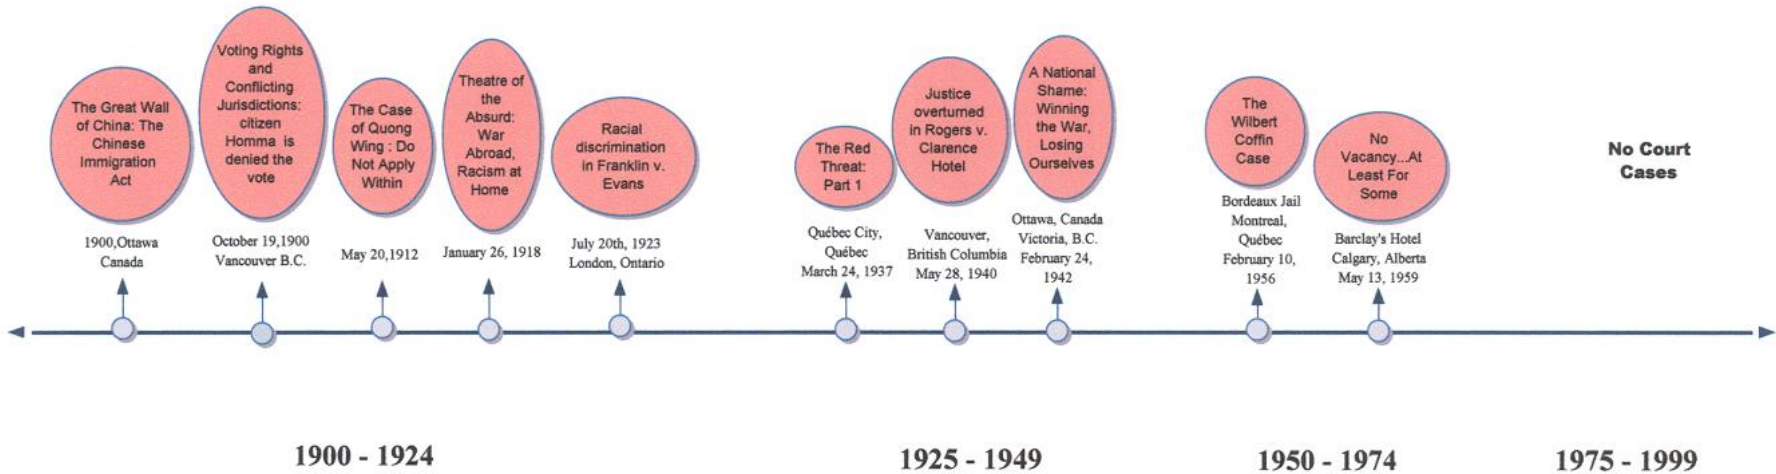 The Great Wall
of China: The
Chinese
Immigration
Act
1900,Ottawa
Canada
Voting Rights
and
Conflicting
Jurisdictions:
citizen
Homma is
denied the
vote
October 19,1900
Vancouver B.C.
The Case
of Quong
Wing : Do
Not Apply
Within
May 20,1912
Theatre of
the
Absurd:
War
Abroad,
Racism at
Home
January 26, 1918
Racial
discrimination
in Franklin v.
Evans
July 20th, 1923
London, Ontario
The Red
Threat:
Part 1
Québec City,
Québec
March 24, 1937
Justice
overturned
in Rogers v.
Clarence
Hotel
Vancouver,
British Columbia
May 28, 1940
A National
Shame:
Winning
the War,
Losing
Ourselves
Ottawa, Canada
Victoria, B.C.
February 24,
1942
The
Wilbert
Coffin
Case
Bordeaux Jail
Montreal,
Québec
February 10,
1956
No
Vacancy...At
Least For
Some
Barclay's Hotel
Calgary, Alberta
May 13, 1959
No Court
Cases
1900 - 1924
1925 - 1949
1950 - 1974
1975 - 1999